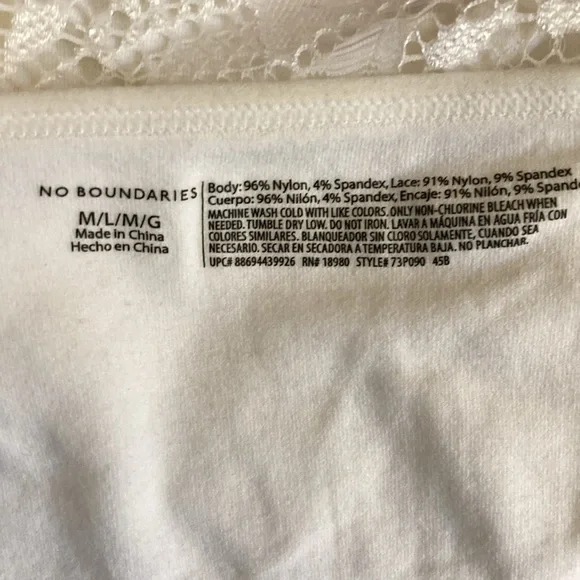 NO BOUNDARIES
M/L/M/G
Made in China
Hecho en China
Body: 96% Nylon, 4% Spandex, Lace: 91% Nylon, 9% Spandex
Cuerpo: 96% Nilón, 4% Spandex, Encaje: 91% Nilón, 9% Spande
MACHINE WASH COLD WITH LIKE COLORS. ONLY NON-CHLORINE BLEACH WHEN
NEEDED. TUMBLE DRY LOW. DO NOT IRON. LAVAR A MÁQUINA EN AGUA FRÍA CON
COLORES SIMILARES. BLANQUEADOR SIN CLORO SOLAMENTE, CUANDO SEA
NECESARIO. SECAR EN SECADORA A TEMPERATURA BAJA. NO PLANCHAR.
UPC# 88694439926 RN# 18980 STYLE# 73P090 45B